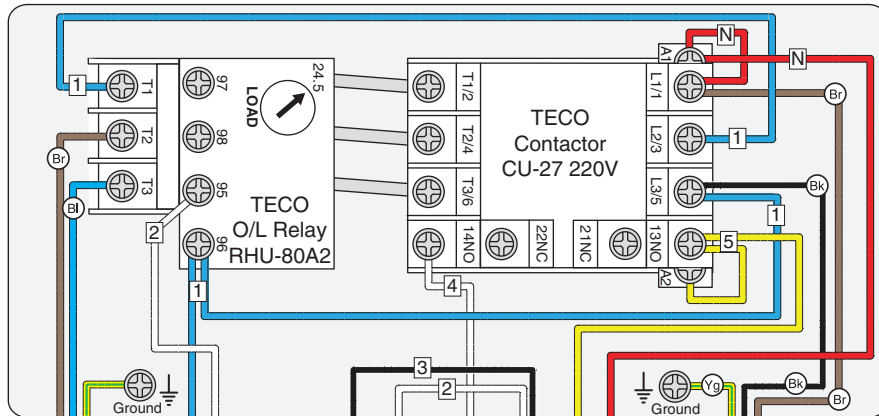 N
A1
N
1
T1
97
24.5
LOAD
T1/2
TECO
Contactor
CU-27 220V
L1/1
Br
T2
98
T2/4
L2/3
1
Br
T3
95
T3/6
L3/5
Bk
Bl
2
TECO
O/L Relay
RHU-80A2
96
14NO
22NC
21NC
13NO
5
1
A2
1
4
3
2
Ground
Ground
Yg
Bk
Br